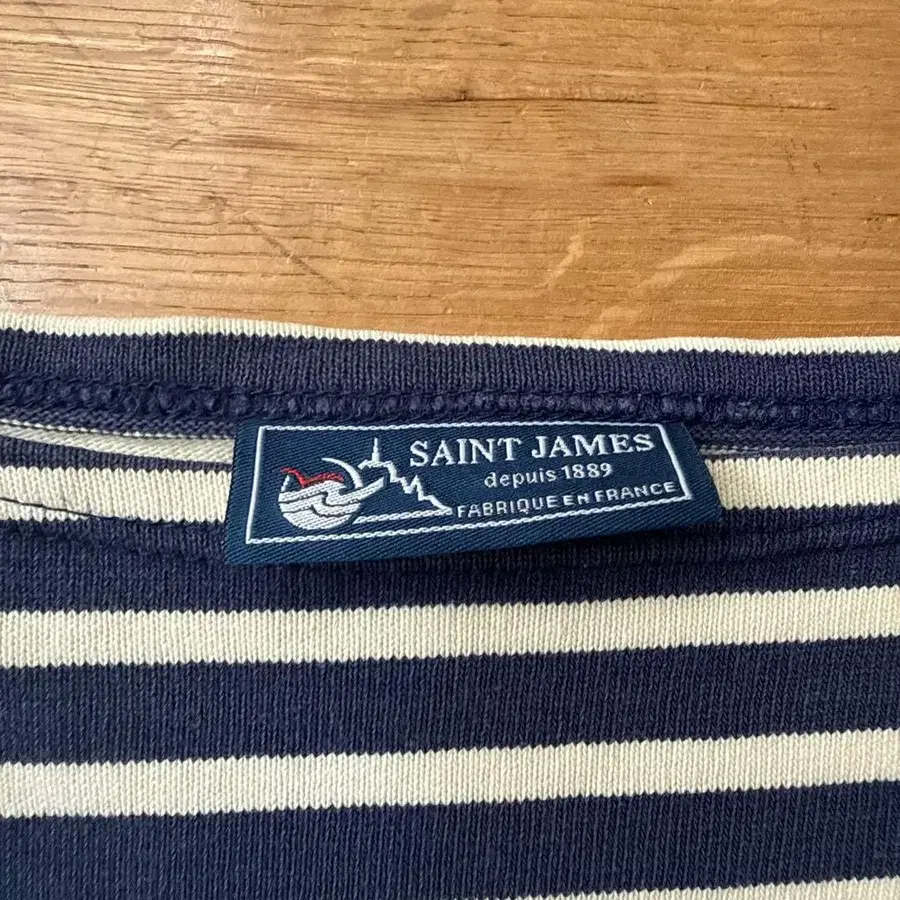 SAINT JAMES
depuis 1889
FABRIQUE EN FRANCE